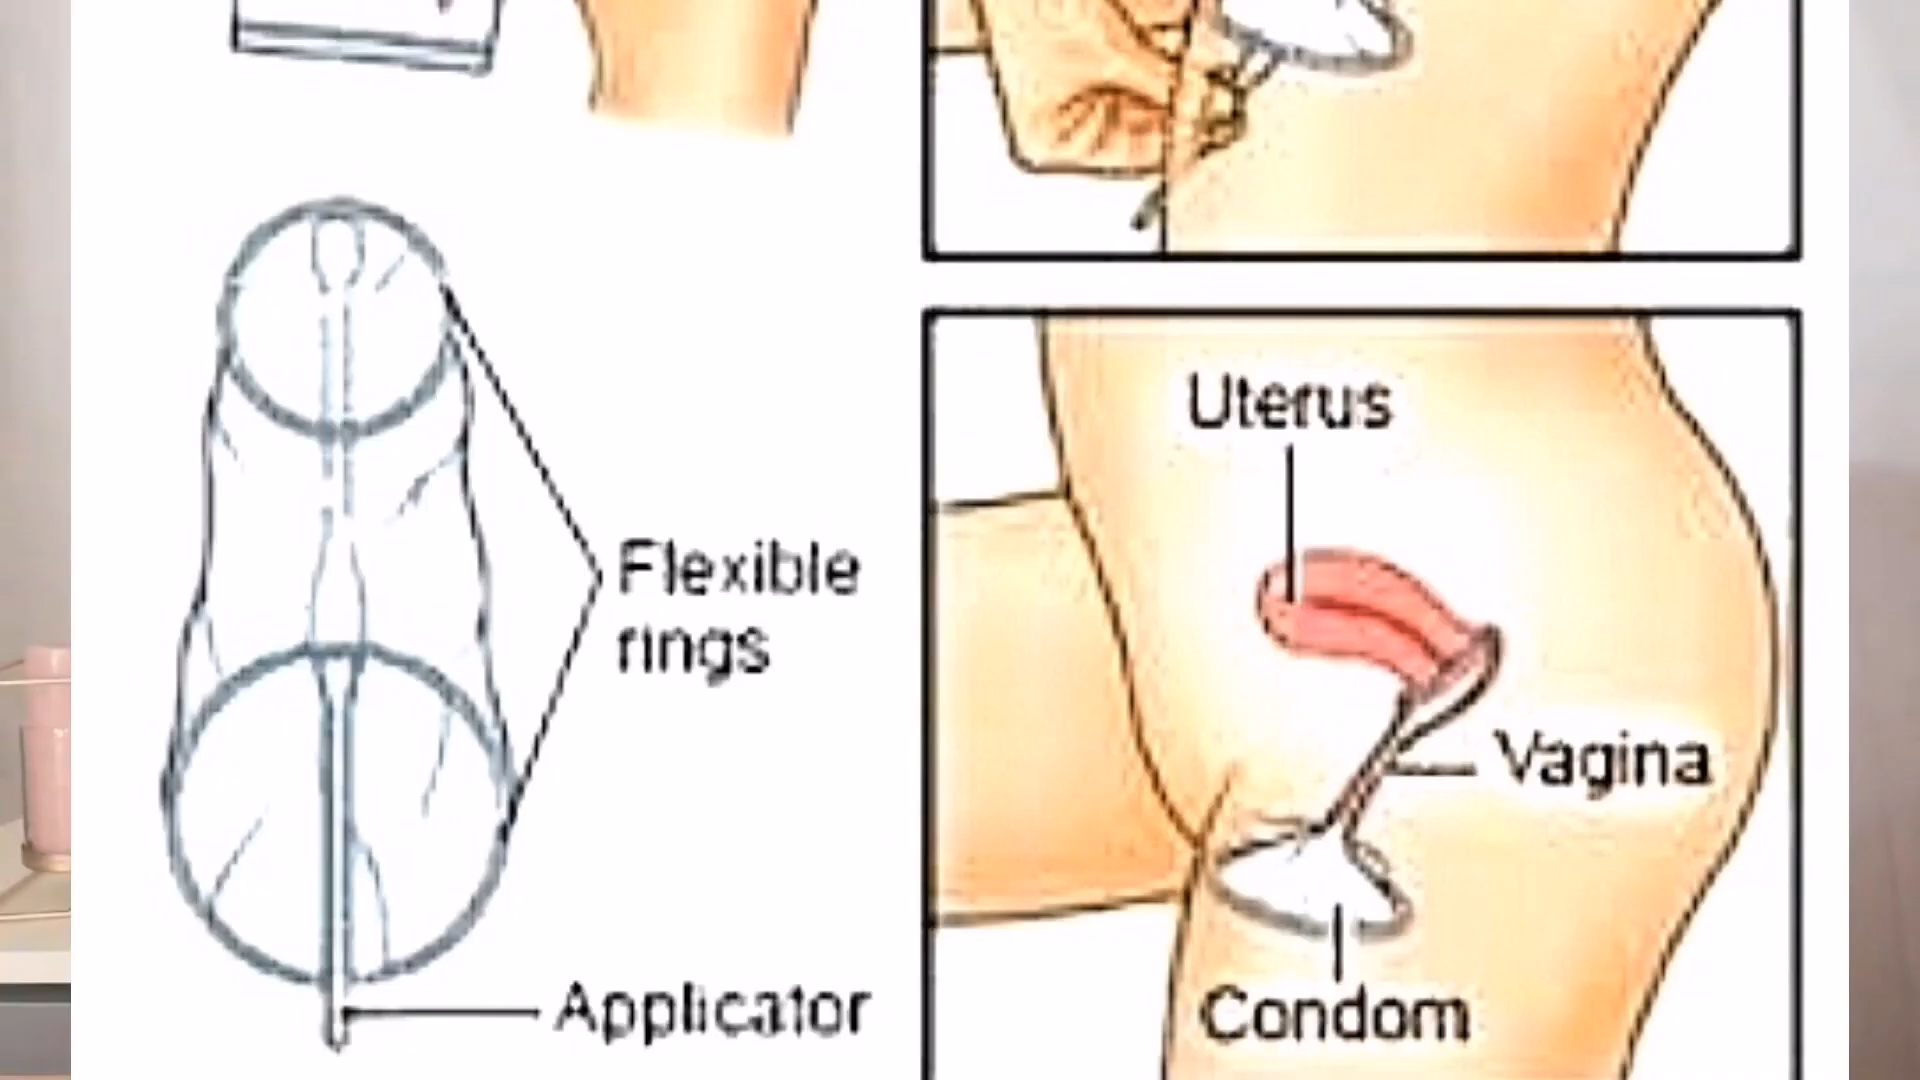 Flexible
rings
Applicator
Uterus
Vagina
Condom